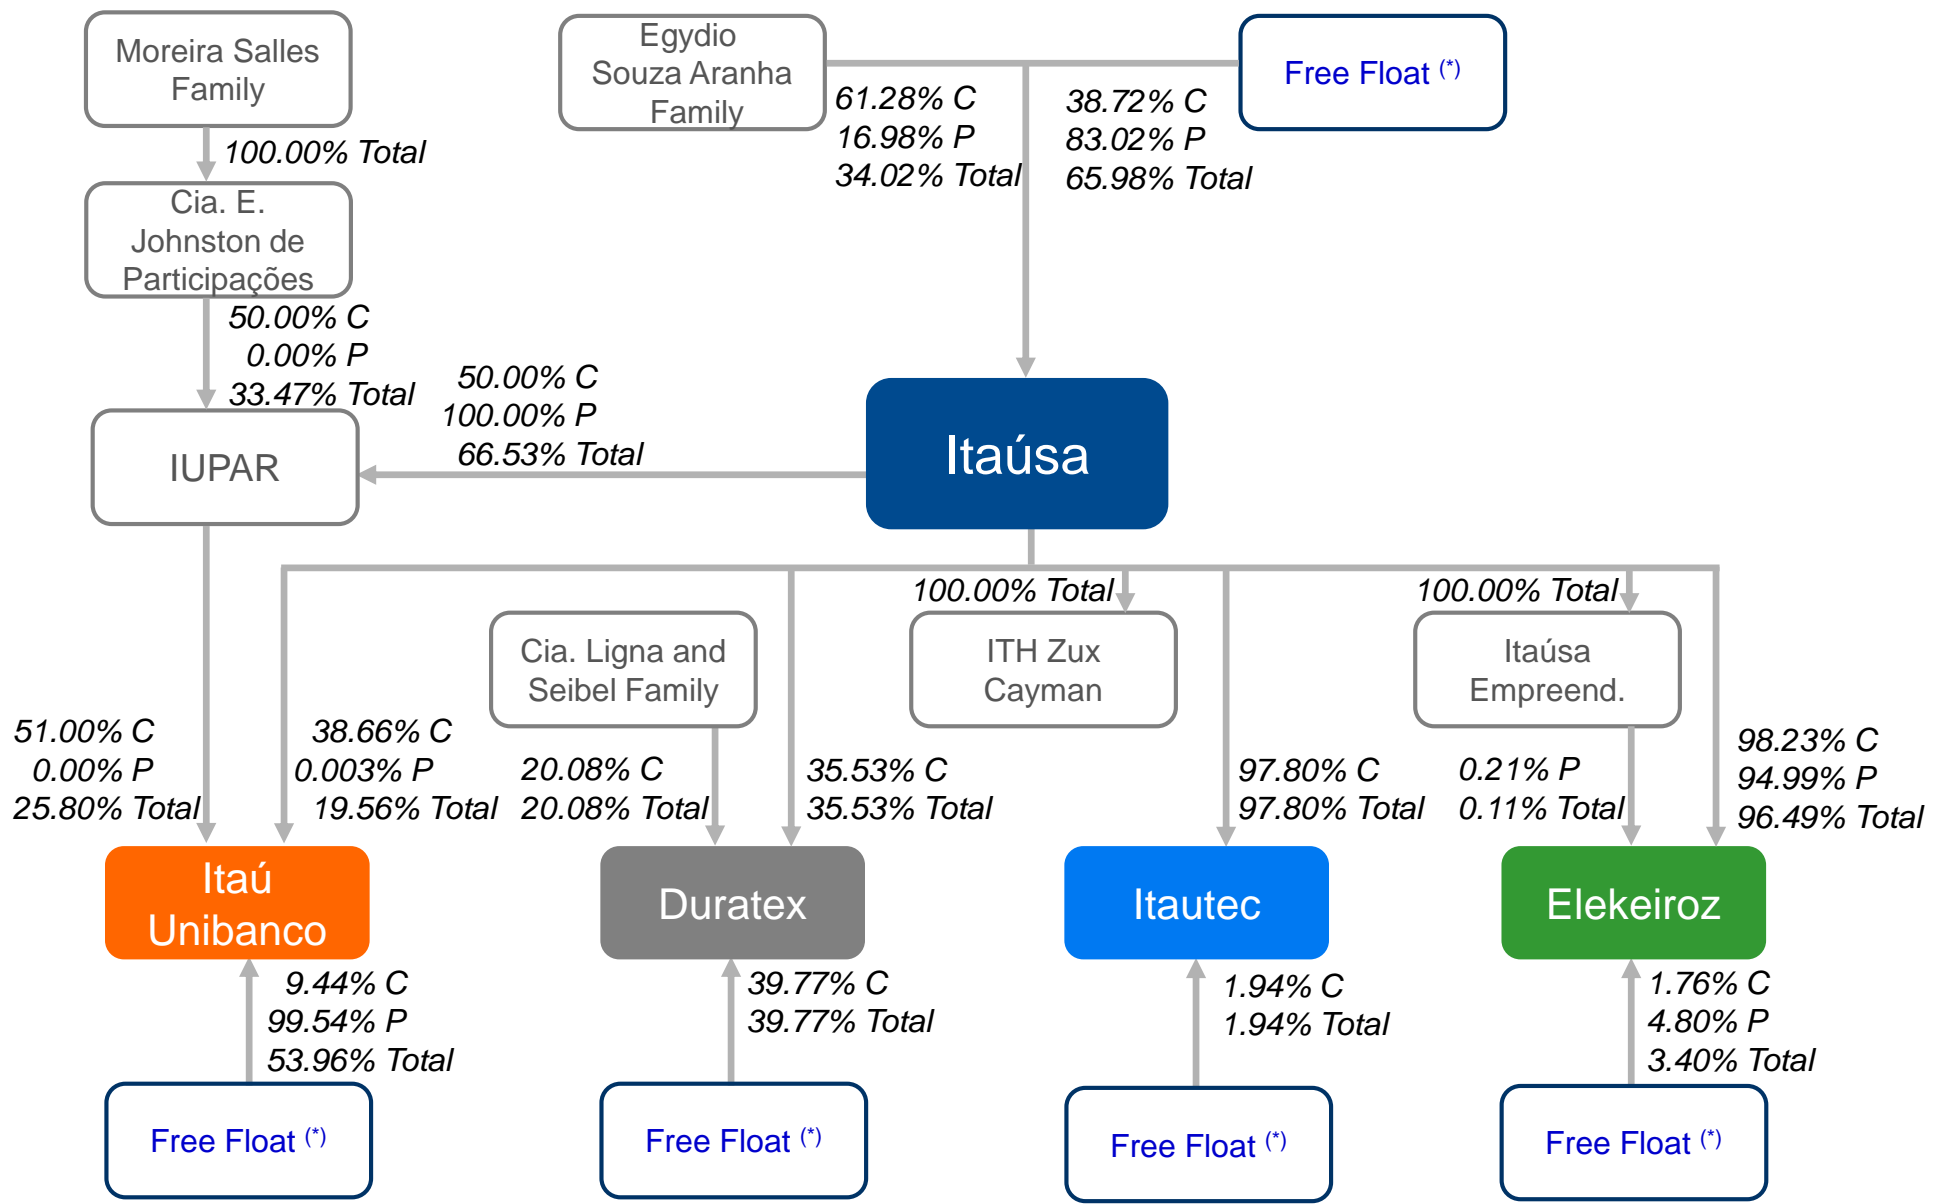 Moreira Salles
Family
Egydio
Souza Aranha
Family
Free Float (*)
61.28% C
16.98% P
34.02% Total
38.72% C
83.02% P
65.98% Total
100.00% Total
Cia. E.
Johnston de
Participações
50.00% C
0.00% P
33.47% Total
50.00% C
100.00% P
66.53% Total
IUPAR
Itaúsa
100.00% Total
100.00% Total
Cia. Ligna and
Seibel Family
ITH Zux
Cayman
Itaúsa
Empreend.
51.00% C
0.00% P
25.80% Total
38.66% C
0.003% P
19.56% Total
20.08% C
20.08% Total
35.53% C
35.53% Total
97.80% C
97.80% Total
0.21% P
0.11% Total
98.23% C
94.99% P
96.49% Total
Itaú
Unibanco
Duratex
Itautec
Elekeiroz
9.44% C
99.54% P
53.96% Total
39.77% C
39.77% Total
1.94% C
1.94% Total
1.76% C
4.80% P
3.40% Total
Free Float (*)
Free Float (*)
Free Float (*)
Free Float (*)